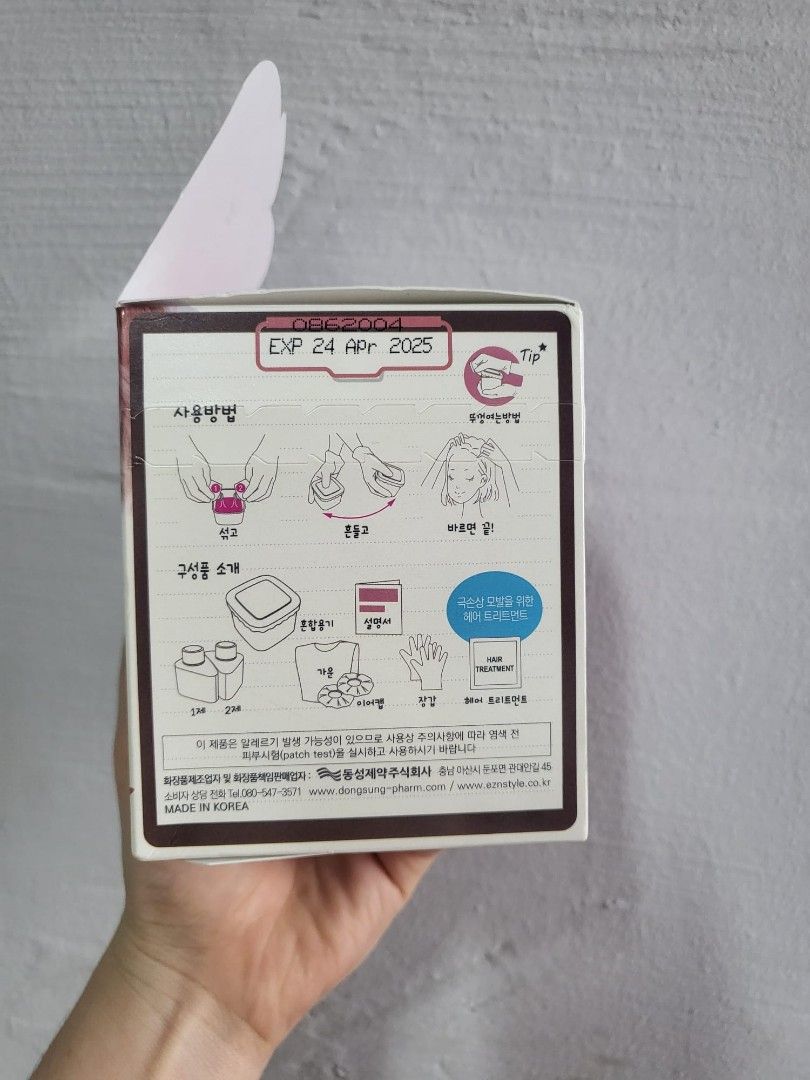 0862004
EXP 24 Apr 2025
Tip
뚜껑여는방법
사용방법
1 2
섞고
흔들고
바르면 끝!
구성품 소개
혼합용기
설명서
극손상 모발을 위한
헤어 트리트먼트
1제
2제
가운
이어캡
장갑
HAIR
TREATMENT
헤어 트리트먼트
이 제품은 알레르기 발생 가능성이 있으므로 사용상 주의사항에 따라 염색 전
피부시험(patch test)을 실시하고 사용하시기 바랍니다
화장품제조업자 및 화장품책임판매업자 : 동성제약주식회사 충남 아산시 둔포면 관대안길 45
소비자 상담 전화 Tel.080-547-3571 www.dongsung-pharm.com / www.eznstyle.co.kr
MADE IN KOREA